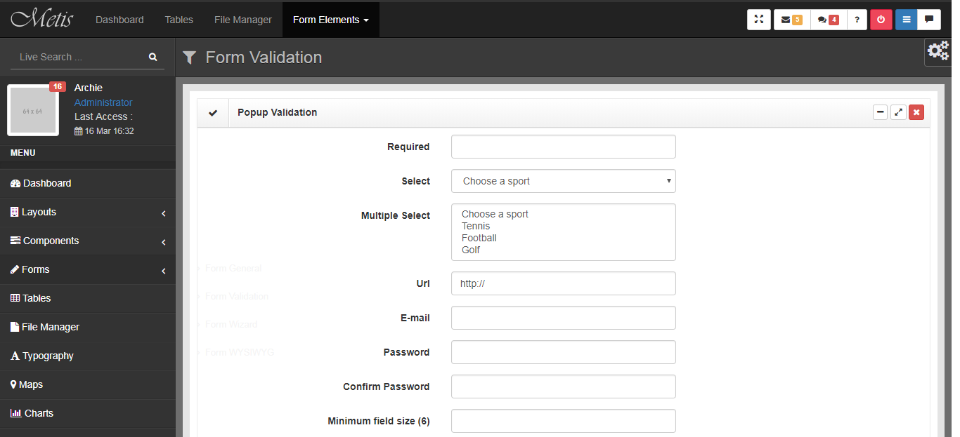 Metis Dashboard Tables File Manager Form Elements
5 4 ?
Live Search ...
Form Validation
16
Archie
Administrator
Last Access :
16 Mar 16:32
64 x 64
MENU
Dashboard
Layouts
Components
Forms
Tables
File Manager
Typography
Maps
Charts
Popup Validation
Required
Select Choose a sport
Multiple Select Choose a sport
Tennis
Football
Golf
Form General
Url http://
Form Validation
E-mail
Form Wizard
Form WYSIWYG
Password
Confirm Password
Minimum field size (6)